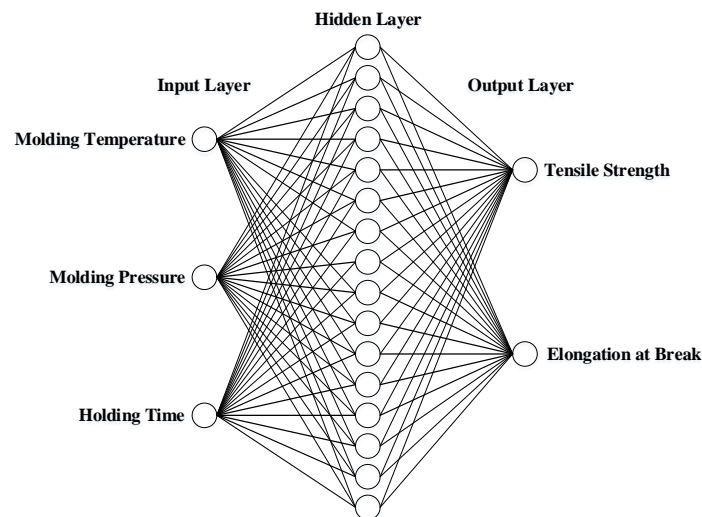 Hidden Layer
Input Layer
Output Layer
Molding Temperature
Tensile Strength
Molding Pressure
Elongation at Break
Holding Time